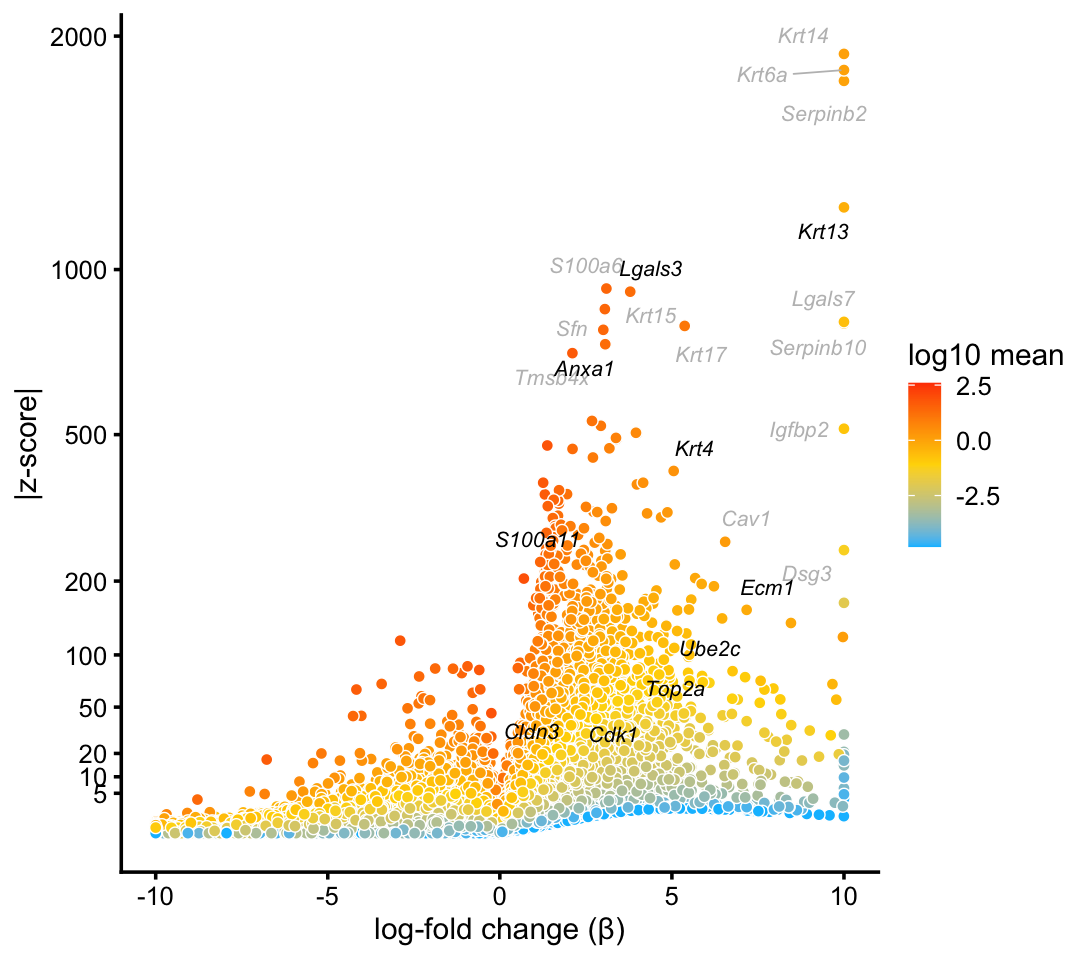 2000
Krt14
Krt6a
Serpinb2
Krt13
1000
S100a6
Lgals3
Lgals7
Krt15
Sfn
Krt17
Serpinb10
Anxa1
Tmsb4x
500
Igfbp2
Krt4
Cav1
S100a11
200
Dsg3
Ecm1
100
Ube2c
Top2a
50
Cldn3
Cdk1
20
10
5
-10
-5
0
5
10
log-fold change (β)
|z-score|
log10 mean
2.5
0.0
-2.5